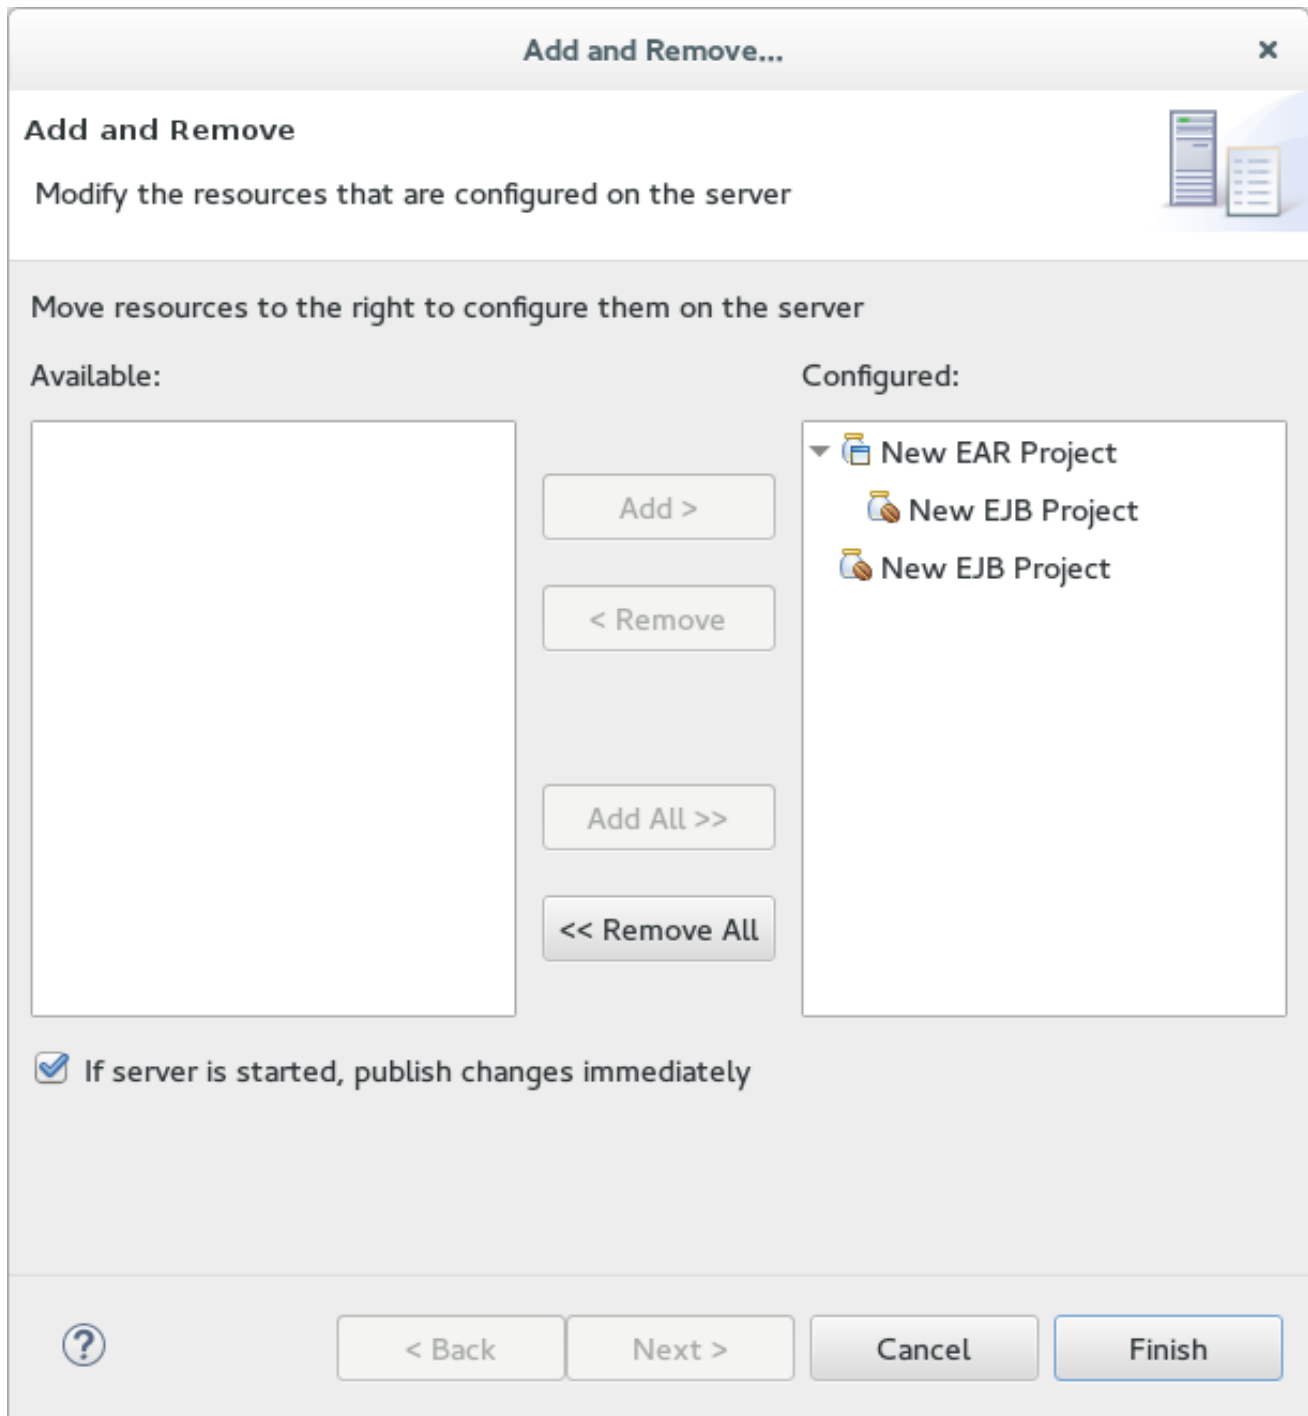 Add and Remove...
Add and Remove
Modify the resources that are configured on the server
Move resources to the right to configure them on the server
Available:
Configured:
New EAR Project
New EJB Project
New EJB Project
Add >
< Remove
Add All >>
<< Remove All
If server is started, publish changes immediately
?
< Back
Next >
Cancel
Finish